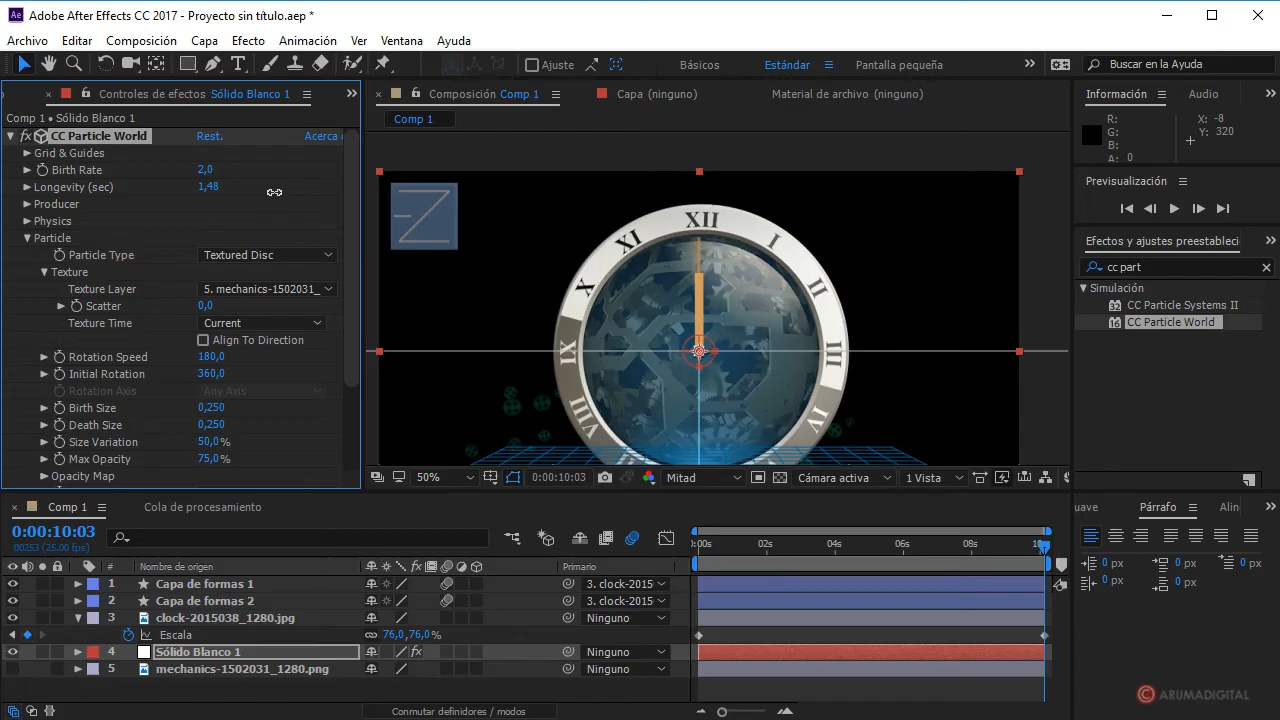 Ae Adobe After Effects CC 2017 - Proyecto sin título.aep *
Archivo Editar Composición Capa Efecto Animación Ver Ventana Ayuda
Ajuste Básicos Estándar Pantalla pequeña Buscar en la Ayuda
Controles de efectos Sólido Blanco 1
Composición Comp 1
Capa (ninguno)
Material de archivo (ninguno)
Información Audio
Comp 1 • Sólido Blanco 1
Comp 1
R:
G:
B:
A: 0
X: -8
Y: 320
fx CC Particle World Rest. Acerca
Grid & Guides
Birth Rate 2,0
Longevity (sec) 1,48
Producer
Physics
Particle
Particle Type Textured Disc
Texture
Texture Layer 5. mechanics-1502031_
Scatter 0,0
Texture Time Current
Align To Direction
Rotation Speed 180,0
Initial Rotation 360,0
Rotation Axis Any Axis
Birth Size 0,250
Death Size 0,250
Size Variation 50,0%
Max Opacity 75,0%
Opacity Map
XII
I
II
III
IV
VIII
IX
X
XI
Previsualización
Efectos y ajustes preestableci
cc part
Simulación
32 CC Particle Systems II
16 CC Particle World
50% 0:00:10:03 Mitad Cámara activa 1 Vista
Comp 1 Cola de procesamiento
uave Párrafo Alin
0:00:10:03
00253 (25.00 fps)
:00s 02s 04s 06s 08s
# Nombre de origen fx Primario
1 Capa de formas 1 3. clock-2015
2 Capa de formas 2 3. clock-2015
3 clock-2015038_1280.jpg Ninguno
Escala 76,0,76,0%
4 Sólido Blanco 1 fx Ninguno
5 mechanics-1502031_1280.png Ninguno
0 px 0 px 0 px
0 px 0 px
Conmutar definidores / modos
© ARUMADIGITAL